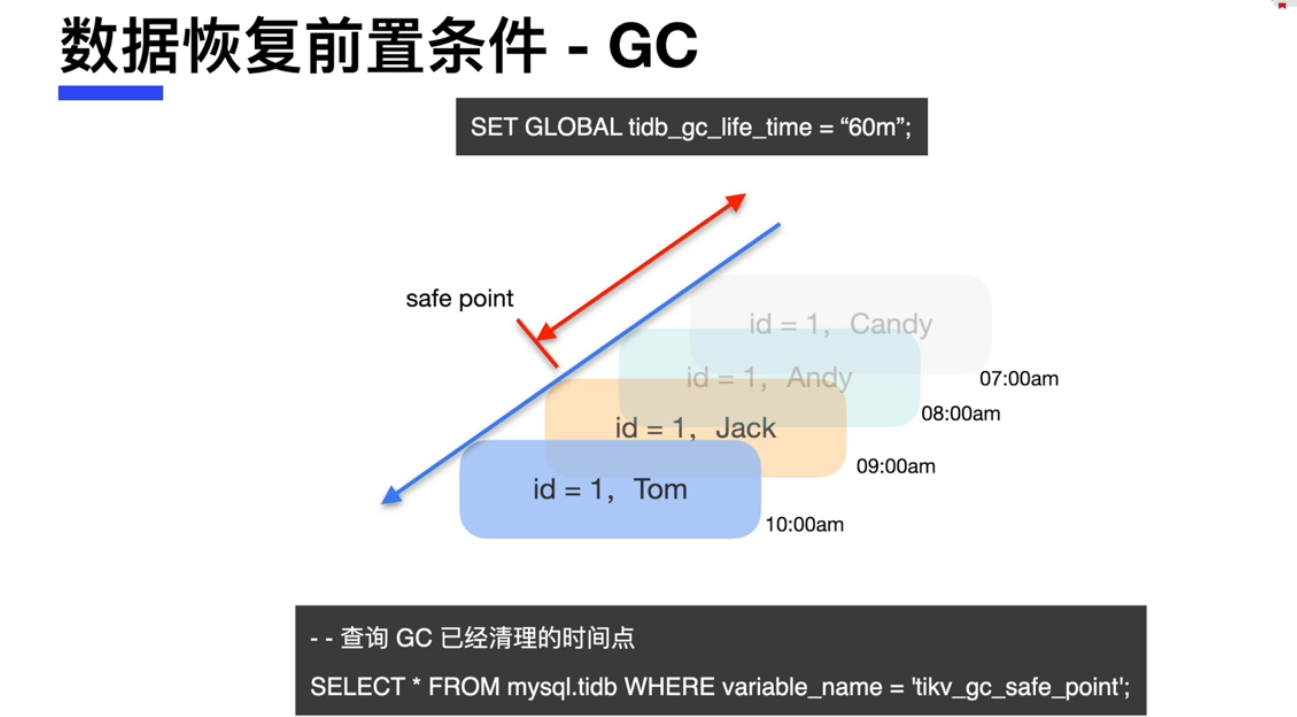 数据恢复前置条件 - GC
SET GLOBAL tidb_gc_life_time = “60m”;
safe point
id = 1,   Candy
07:00am
id = 1,   Andy
08:00am
id = 1,   Jack
09:00am
id = 1,   Tom
10:00am
- - 查询 GC 已经清理的时间点
SELECT * FROM mysql.tidb WHERE variable_name = 'tikv_gc_safe_point';